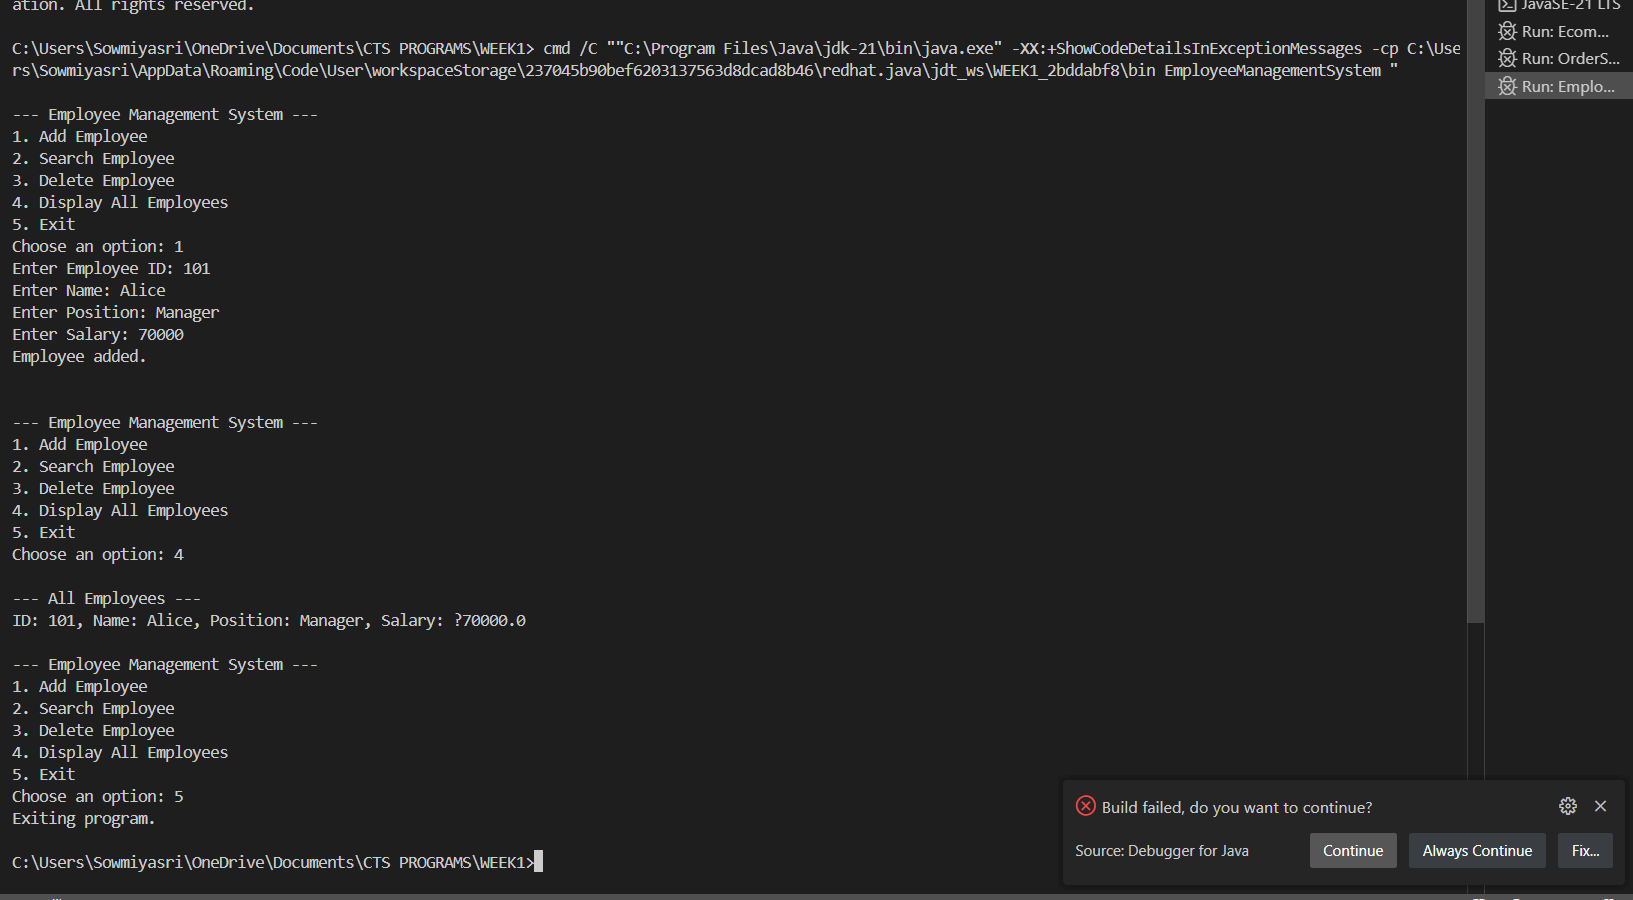 ation. All rights reserved.
C:\Users\Sowmiyasri\OneDrive\Documents\CTS PROGRAMS\WEEK1> cmd /C ""C:\Program Files\Java\jdk-21\bin\java.exe" -XX:+ShowCodeDetailsInExceptionMessages -cp C:\Use
rs\Sowmiyasri\AppData\Roaming\Code\User\workspaceStorage\237045b90bef6203137563d8dcad8b46\redhat.java\jdt_ws\WEEK1_2bddabf8\bin EmployeeManagementSystem "
--- Employee Management System ---
1. Add Employee
2. Search Employee
3. Delete Employee
4. Display All Employees
5. Exit
Choose an option: 1
Enter Employee ID: 101
Enter Name: Alice
Enter Position: Manager
Enter Salary: 70000
Employee added.
--- Employee Management System ---
1. Add Employee
2. Search Employee
3. Delete Employee
4. Display All Employees
5. Exit
Choose an option: 4
--- All Employees ---
ID: 101, Name: Alice, Position: Manager, Salary: ?70000.0
--- Employee Management System ---
1. Add Employee
2. Search Employee
3. Delete Employee
4. Display All Employees
5. Exit
Choose an option: 5
Exiting program.
C:\Users\Sowmiyasri\OneDrive\Documents\CTS PROGRAMS\WEEK1>
JavaSE-21 LTS
Run: Ecom...
Run: OrderS...
Run: Emplo...
Build failed, do you want to continue?
Source: Debugger for Java
Continue
Always Continue
Fix...